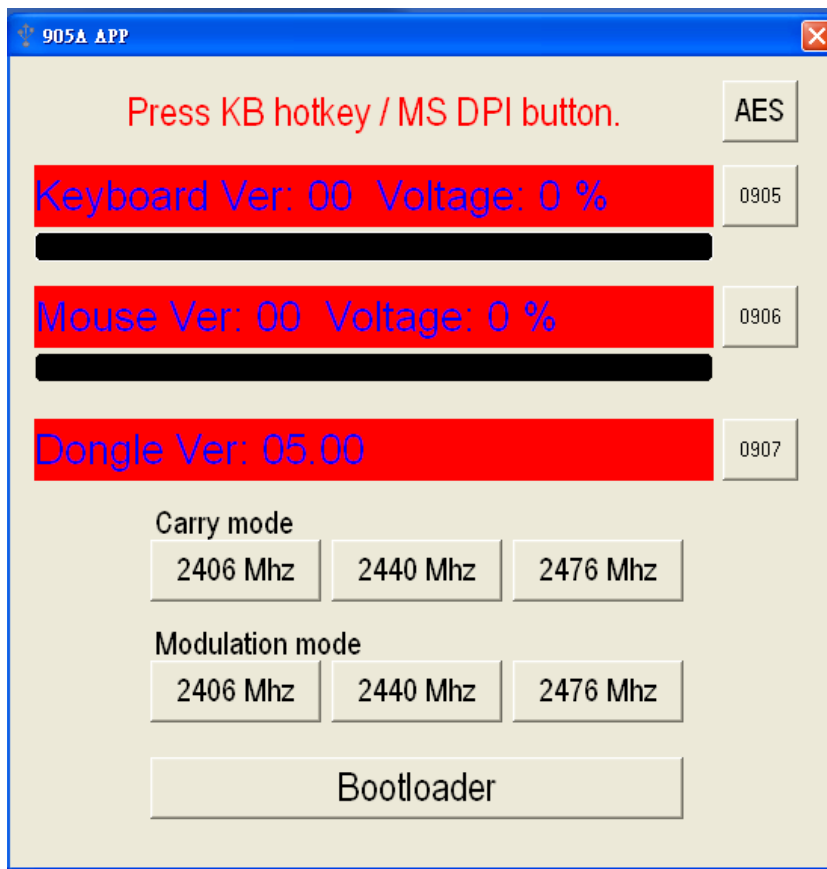 905A APP
Press KB hotkey / MS DPI button.
AES
Keyboard Ver: 00 Voltage: 0 %
0905
Mouse Ver: 00 Voltage: 0 %
0906
Dongle Ver: 05.00
0907
Carry mode
2406 Mhz 2440 Mhz 2476 Mhz
Modulation mode
2406 Mhz 2440 Mhz 2476 Mhz
Bootloader